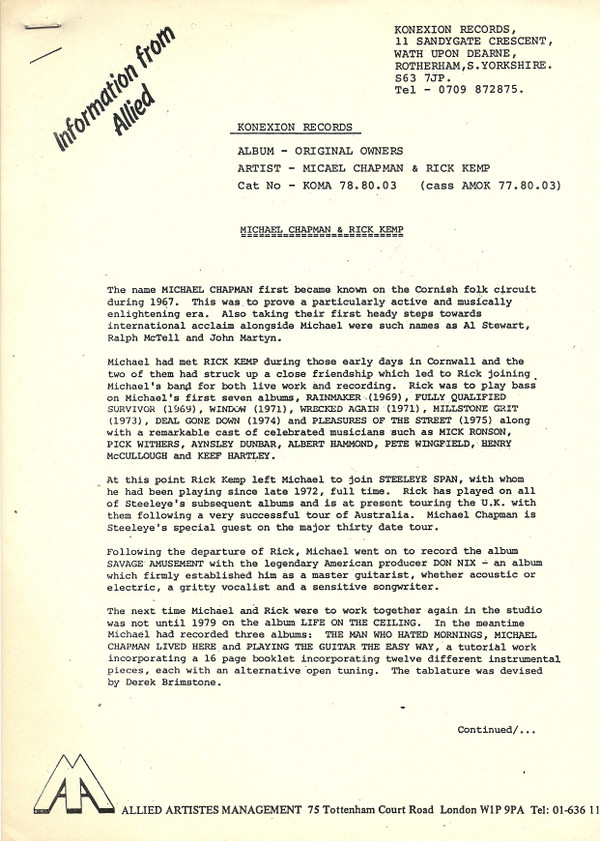 Information from
Allied
KONEXION RECORDS,
11 SANDYGATE CRESCENT,
WATH UPON DEARNE,
ROTHERHAM,S.YORKSHIRE.
S63 7JP.
Tel - 0709 872875.
KONEXION RECORDS
ALBUM - ORIGINAL OWNERS
ARTIST - MICAEL CHAPMAN & RICK KEMP
Cat No - KOMA 78.80.03 (cass AMOK 77.80.03)
MICHAEL CHAPMAN & RICK KEMP
The name MICHAEL CHAPMAN first became known on the Cornish folk circuit
during 1967. This was to prove a particularly active and musically
enlightening era. Also taking their first heady steps towards
international acclaim alongside Michael were such names as Al Stewart,
Ralph McTell and John Martyn.
Michael had met RICK KEMP during those early days in Cornwall and the
two of them had struck up a close friendship which led to Rick joining
Michael's band for both live work and recording. Rick was to play bass
on Michael's first seven albums, RAINMAKER (1969), FULLY QUALIFIED
SURVIVOR (1969), WINDOW (1971), WRECKED AGAIN (1971), MILLSTONE GRIT
(1973), DEAL GONE DOWN (1974) and PLEASURES OF THE STREET (1975) along
with a remarkable cast of celebrated musicians such as MICK RONSON,
PICK WITHERS, AYNSLEY DUNBAR, ALBERT HAMMOND, PETE WINGFIELD, HENRY
McCULLOUGH and KEEF HARTLEY.
At this point Rick Kemp left Michael to join STEELEYE SPAN, with whom
he had been playing since late 1972, full time. Rick has played on all
of Steeleye's subsequent albums and is at present touring the U.K. with
them following a very successful tour of Australia. Michael Chapman is
Steeleye's special guest on the major thirty date tour.
Following the departure of Rick, Michael went on to record the album
SAVAGE AMUSEMENT with the legendary American producer DON NIX - an album
which firmly established him as a master guitarist, whether acoustic or
electric, a gritty vocalist and a sensitive songwriter.
The next time Michael and Rick were to work together again in the studio
was not until 1979 on the album LIFE ON THE CEILING. In the meantime
Michael had recorded three albums: THE MAN WHO HATED MORNINGS, MICHAEL
CHAPMAN LIVED HERE and PLAYING THE GUITAR THE EASY WAY, a tutorial work
incorporating a 16 page booklet incorporating twelve different instrumental
pieces, each with an alternative open tuning. The tablature was devised
by Derek Brimstone.
Continued/...
ALLIED ARTISTES MANAGEMENT 75 Tottenham Court Road London W1P 9PA Tel: 01-636 11